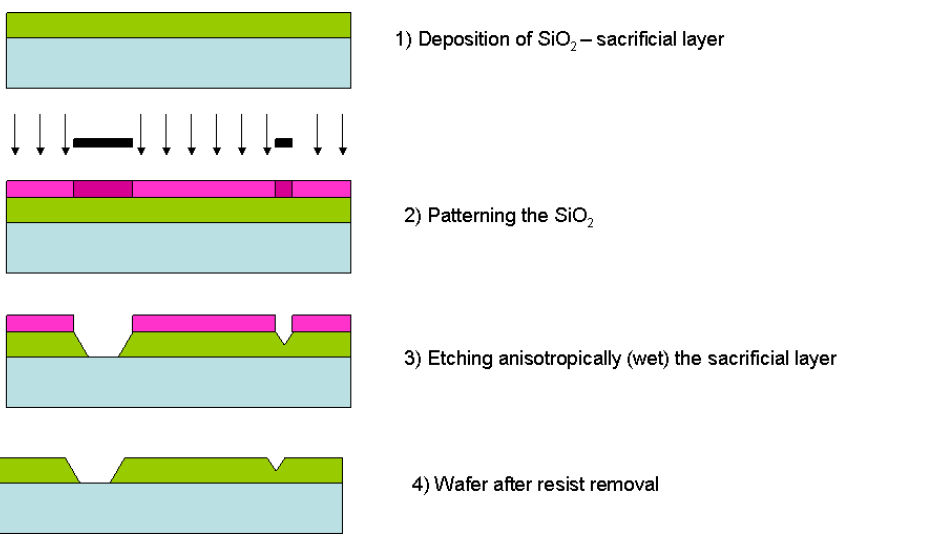 1) Deposition of SiO₂ – sacrificial layer
2) Patterning the SiO₂
3) Etching anisotropically (wet) the sacrificial layer
4) Wafer after resist removal